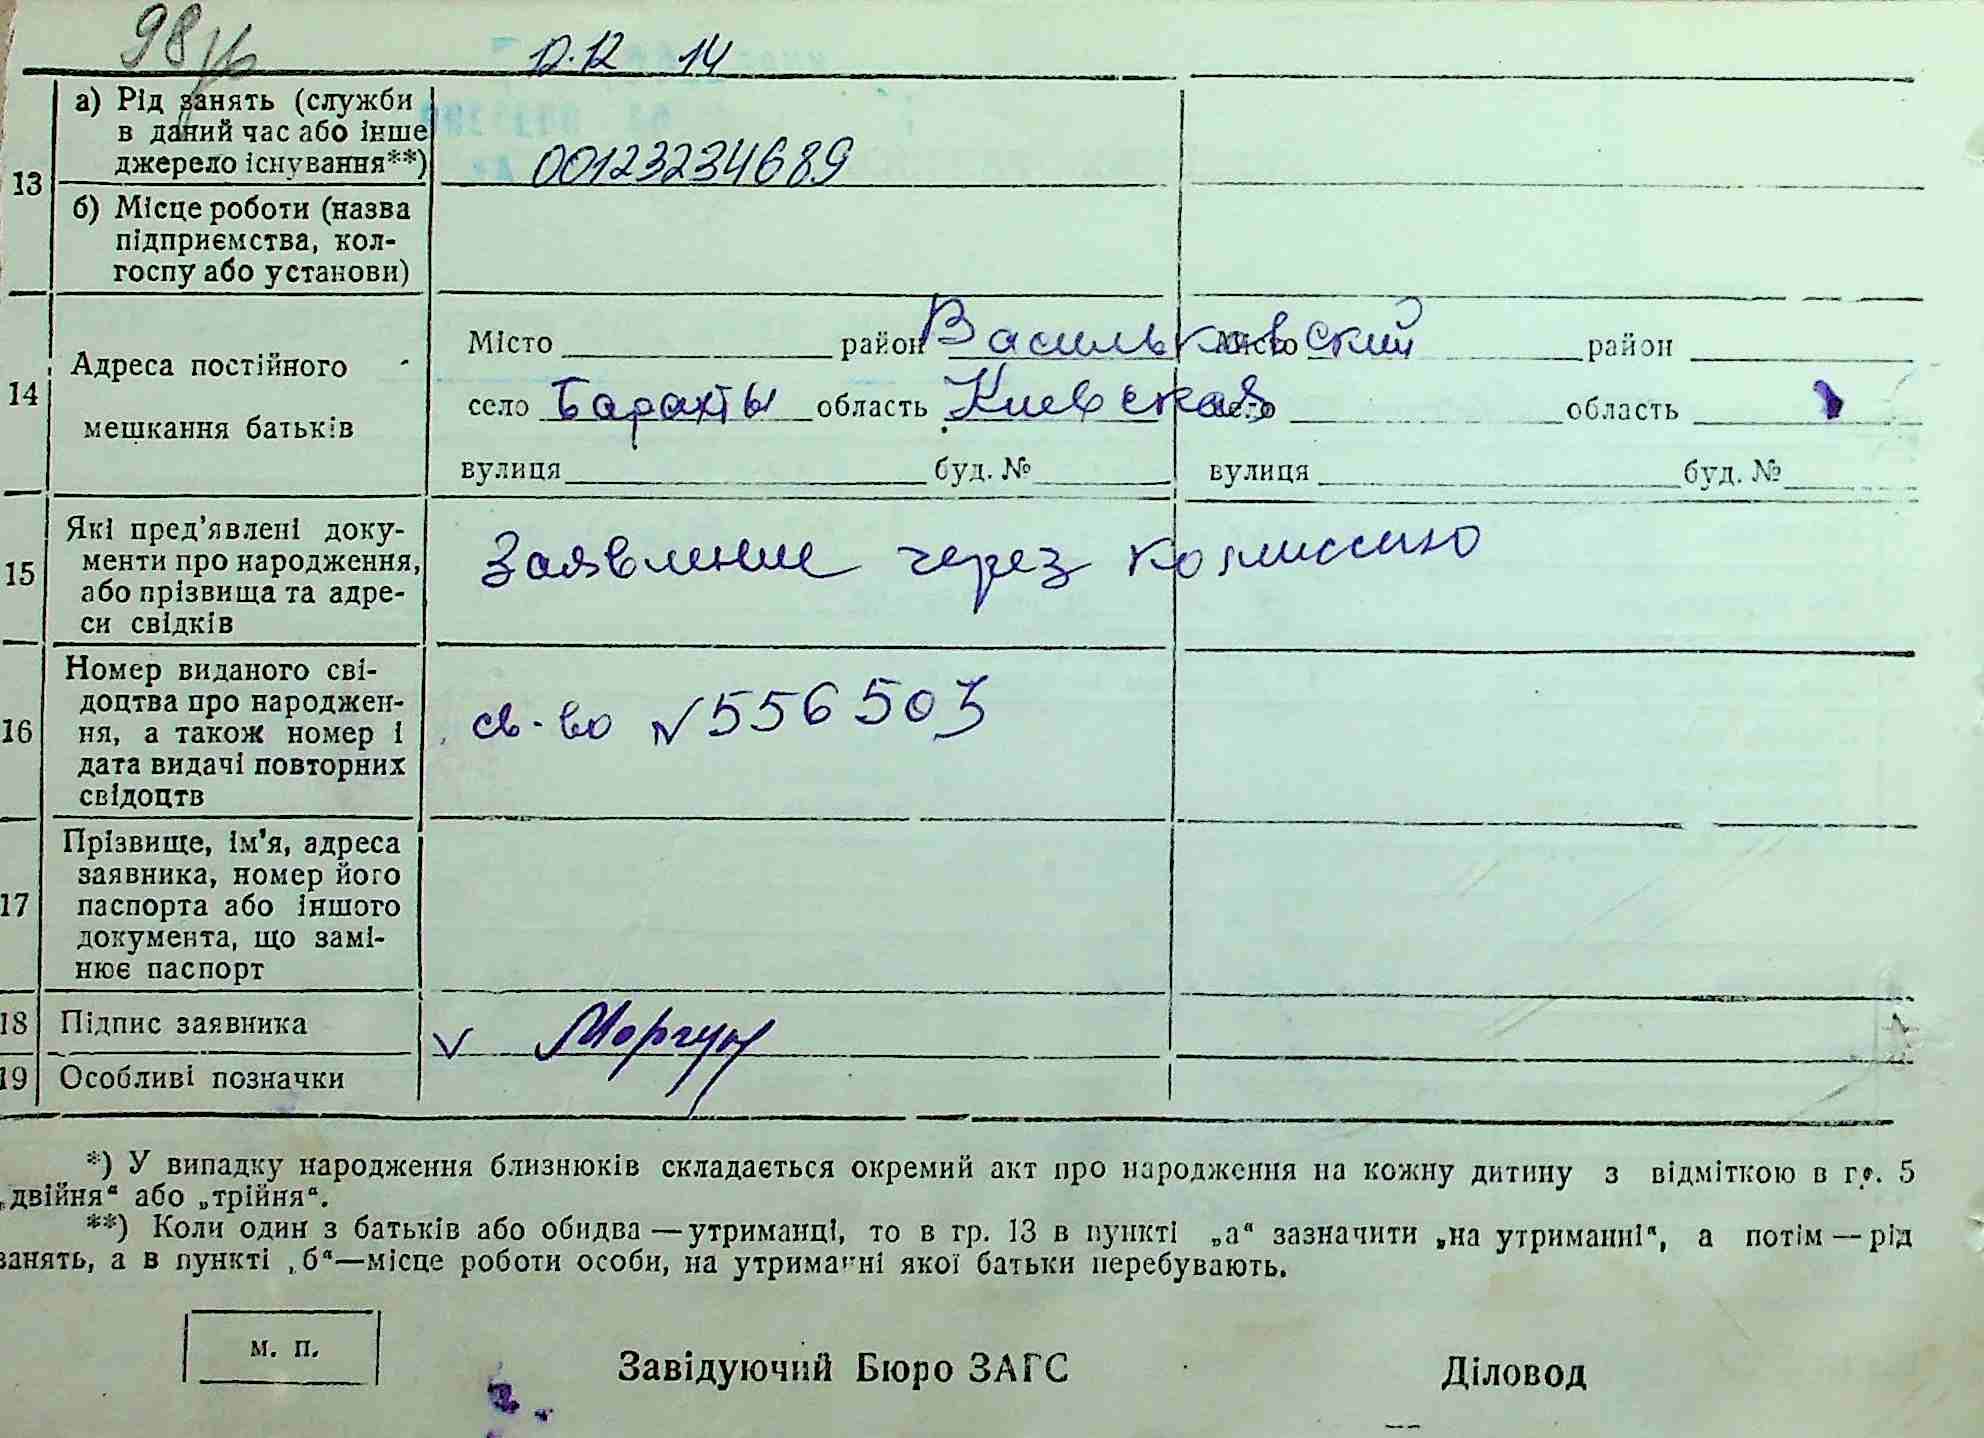 98
12.12 14
а) Рід занять (служби
в даний час або інше
джерело існування**)
00123234689
13
б) Місце роботи (назва
підприємства, кол-
госпу або установи)
14
Адреса постійного
мешкання батьків
Місто район Васильковский Місто район
село Барахты область Киевская село область
вулиця буд. № вулиця буд. №
15
Які пред’явлені доку-
менти про народження,
або прізвища та адре-
си свідків
Заявление через комиссию
16
Номер виданого сві-
доцтва про народжен-
ня, а також номер і
дата видачі повторних
свідоцтв
св-во № 556503
17
Прізвище, ім’я, адреса
заявника, номер його
паспорта або іншого
документа, що замі-
нює паспорт
18 Підпис заявника V Моргун
19 Особливі позначки
*) У випадку народження близнюків складається окремий акт про народження на кожну дитину з відміткою в гр. 5
„двійня“ або „трійня“.
**) Коли один з батьків або обидва — утриманці, то в гр. 13 в пункті „а“ зазначити „на утриманні“, а потім — рід
занять, а в пункті „б“—місце роботи особи, на утриманні якої батьки перебувають.
м. п.
Завідуючий Бюро ЗАГС Діловод